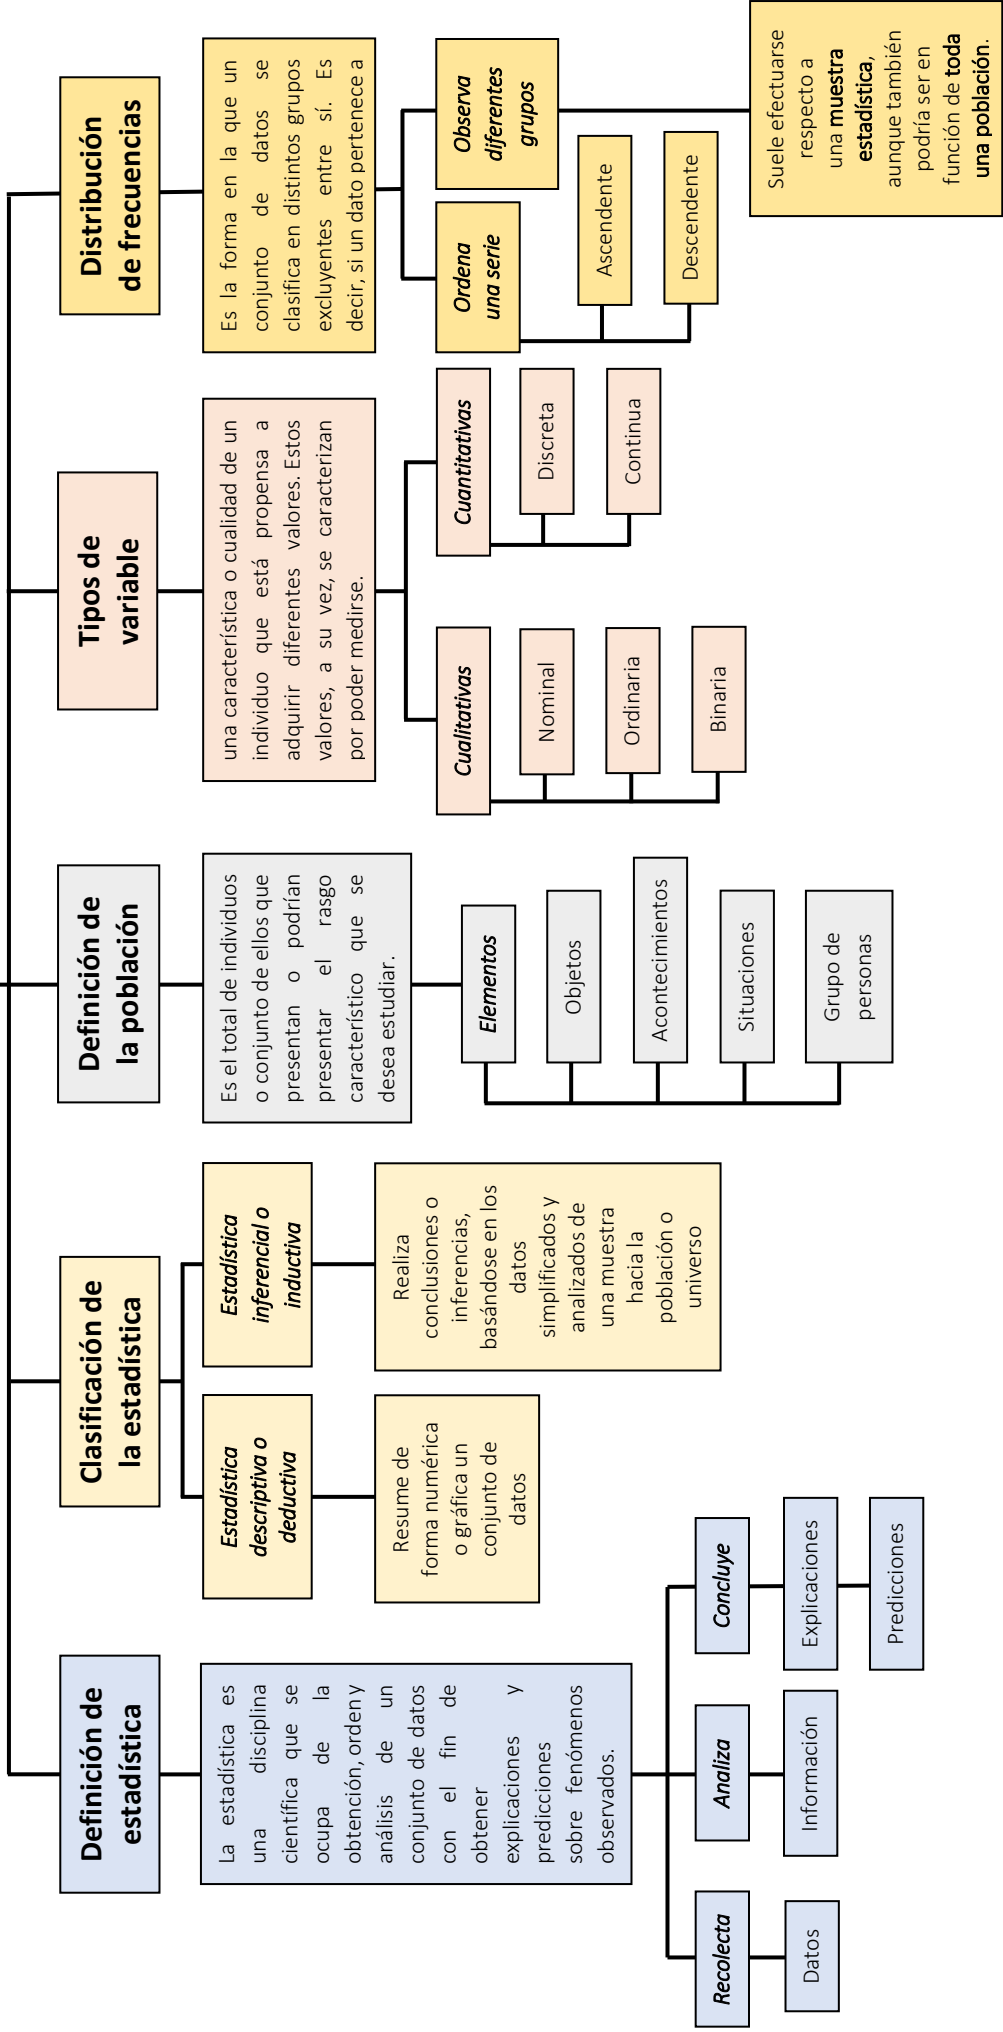 Definición de
estadística
La estadística es
una disciplina
científica que se
ocupa de la
obtención, orden y
análisis de un
conjunto de datos
con el fin de
obtener
explicaciones y
predicciones
sobre fenómenos
observados.
Recolecta
Datos
Analiza
Información
Concluye
Explicaciones
Predicciones
Clasificación de
la estadística
Estadística
descriptiva o
deductiva
Resume de
forma numérica
o gráfica un
conjunto de
datos
Estadística
inferencial o
inductiva
Realiza
conclusiones o
inferencias,
basándose en los
datos
simplificados y
analizados de
una muestra
hacia la
población o
universo
Definición de
la población
Es el total de individuos
o conjunto de ellos que
presentan o podrían
presentar el rasgo
característico que se
desea estudiar.
Elementos
Objetos
Acontecimientos
Situaciones
Grupo de
personas
Tipos de
variable
una característica o cualidad de un
individuo que está propensa a
adquirir diferentes valores. Estos
valores, a su vez, se caracterizan
por poder medirse.
Cualitativas
Nominal
Ordinaria
Binaria
Cuantitativas
Discreta
Continua
Distribución
de frecuencias
Es la forma en la que un
conjunto de datos se
clasifica en distintos grupos
excluyentes entre sí. Es
decir, si un dato pertenece a
Ordena
una serie
Ascendente
Descendente
Observa
diferentes
grupos
Suele efectuarse
respecto a
una muestra
estadística,
aunque también
podría ser en
función de toda
una población.